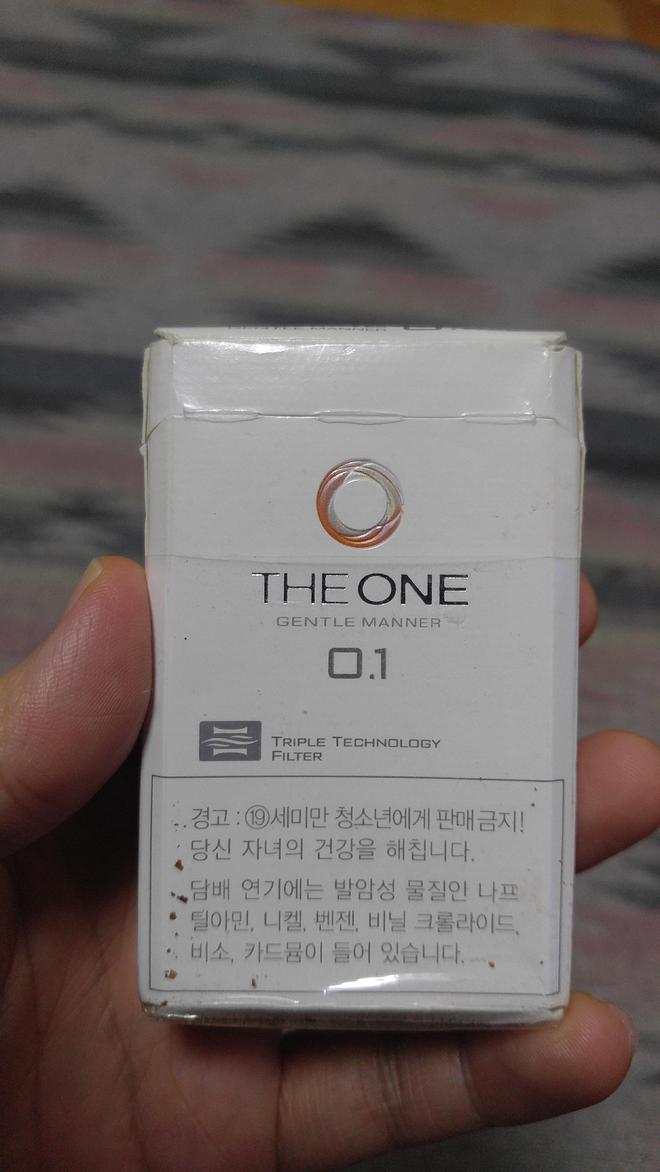 GENTLE MANNER 0.1
THE ONE
GENTLE MANNER
0.1
TRIPLE TECHNOLOGY
FILTER
경고 : ⑲세미만 청소년에게 판매금지!
당신 자녀의 건강을 해칩니다.
담배 연기에는 발암성 물질인 나프
틸아민, 니켈, 벤젠, 비닐 크롤라이드,
비소, 카드뮴이 들어 있습니다.